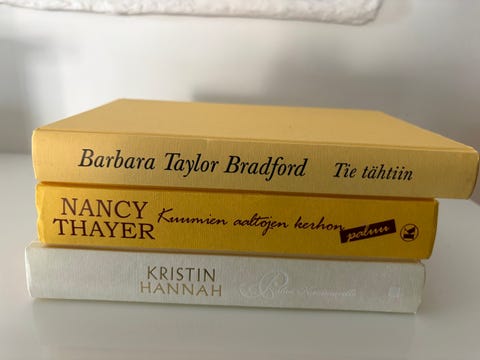 Barbara Taylor Bradford Tie tähtiin
NANCY
THAYER
Kuumien aaltojen kerhon
paluu
K
KRISTIN
HANNAH